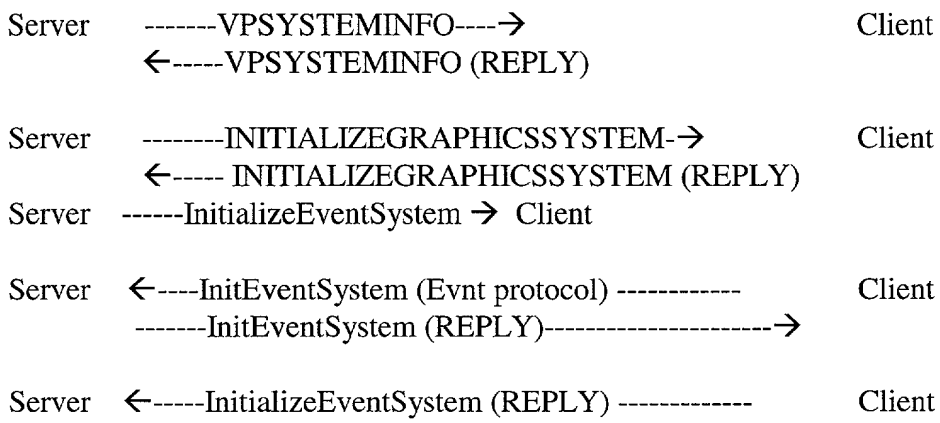 Server -------VPSYSTEMINFO----→ Client
←-----VPSYSTEMINFO (REPLY)
Server --------INITIALIZEGRAPHICSSYSTEM-→ Client
←----- INITIALIZEGRAPHICSSYSTEM (REPLY)
Server ------InitializeEventSystem → Client
Server ←----InitEventSystem (Evnt protocol) ------------ Client
-------InitEventSystem (REPLY)----------------------→
Server ←-----InitializeEventSystem (REPLY) ------------- Client